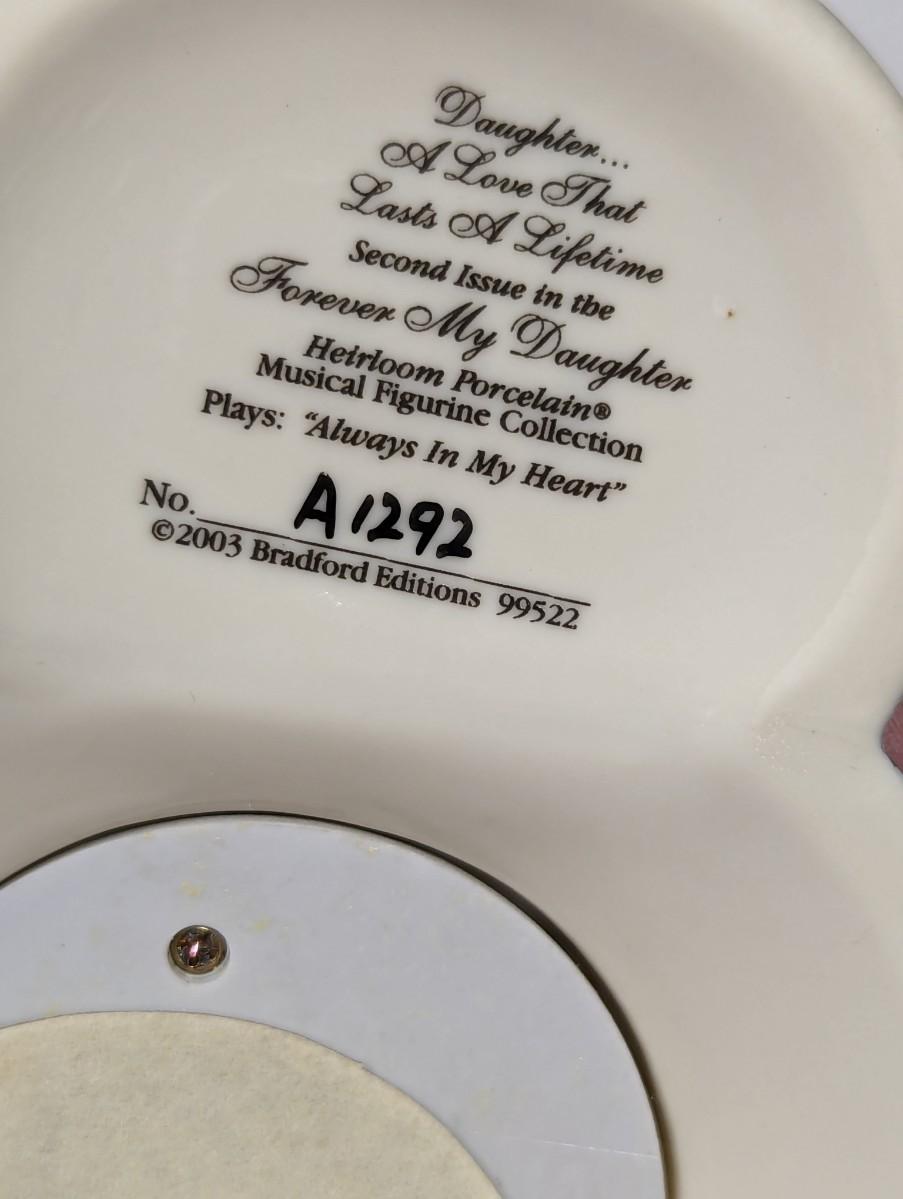 Daughter...
A Love That
Lasts A Lifetime
Second Issue in the
Forever My Daughter
Heirloom Porcelain®
Musical Figurine Collection
Plays: "Always In My Heart"
No. A1292
©2003 Bradford Editions 99522